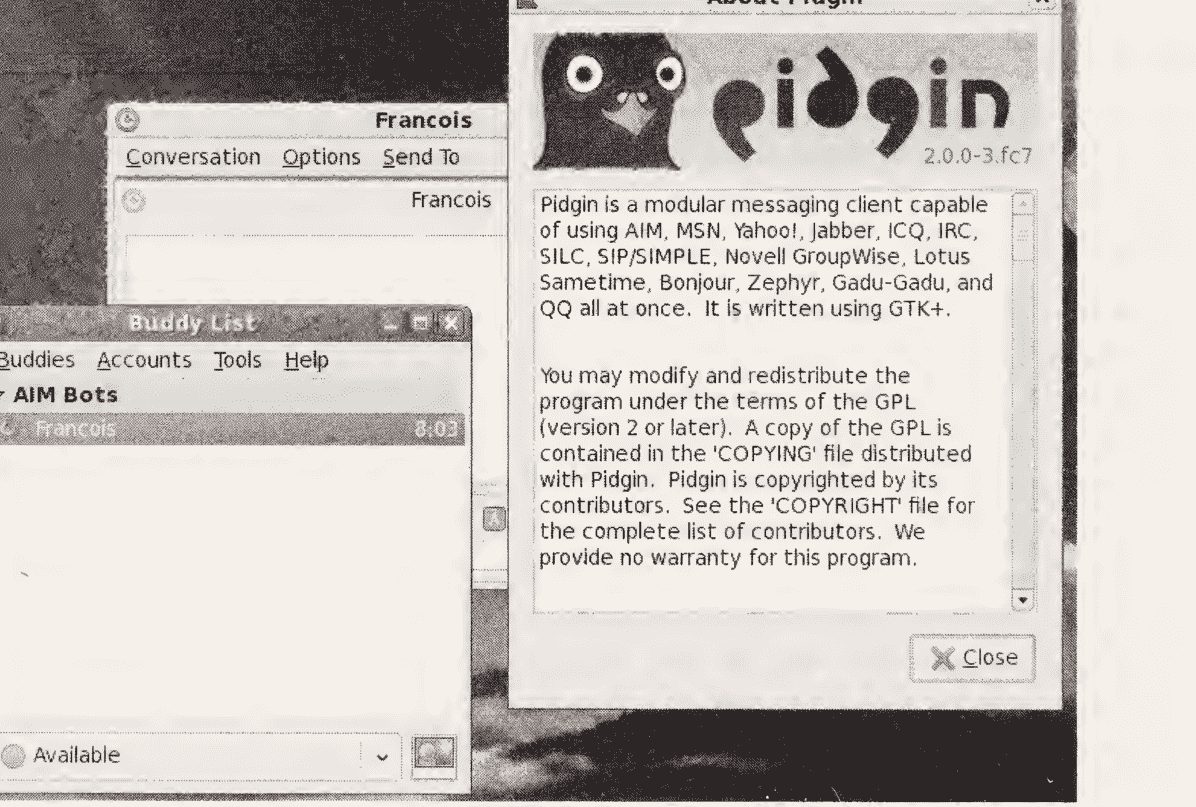 About Pidgin
Francois
Conversation Options Send To
Francois
pidgin
2.0.0-3.fc7
Pidgin is a modular messaging client capable
of using AIM, MSN, Yahoo!, Jabber, ICQ, IRC,
SILC, SIP/SIMPLE, Novell GroupWise, Lotus
Sametime, Bonjour, Zephyr, Gadu-Gadu, and
QQ all at once. It is written using GTK+.
You may modify and redistribute the
program under the terms of the GPL
(version 2 or later). A copy of the GPL is
contained in the 'COPYING' file distributed
with Pidgin. Pidgin is copyrighted by its
contributors. See the 'COPYRIGHT' file for
the complete list of contributors. We
provide no warranty for this program.
Close
Buddy List
Buddies Accounts Tools Help
AIM Bots
Francois 8:03
Available